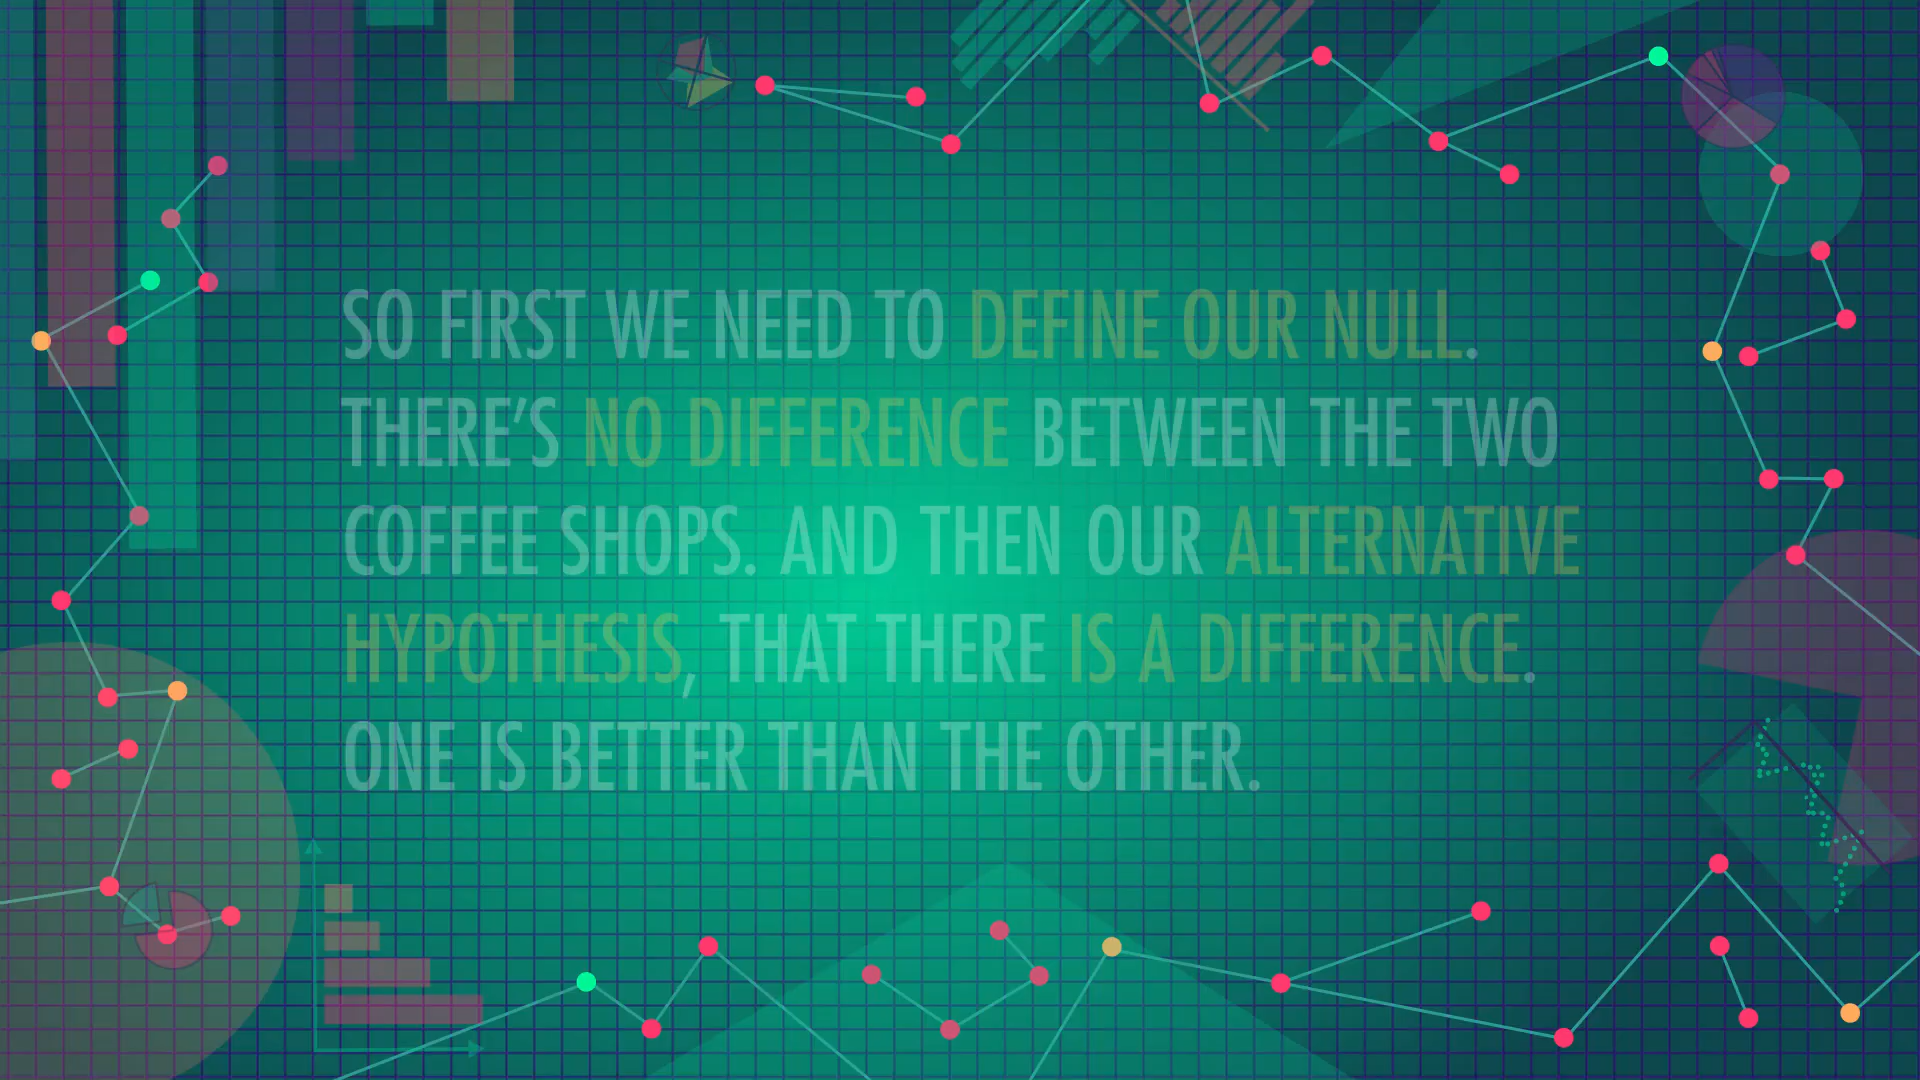 SO FIRST WE NEED TO DEFINE OUR NULL.
THERE'S NO DIFFERENCE BETWEEN THE TWO
COFFEE SHOPS. AND THEN OUR ALTERNATIVE
HYPOTHESIS, THAT THERE IS A DIFFERENCE.
ONE IS BETTER THAN THE OTHER.